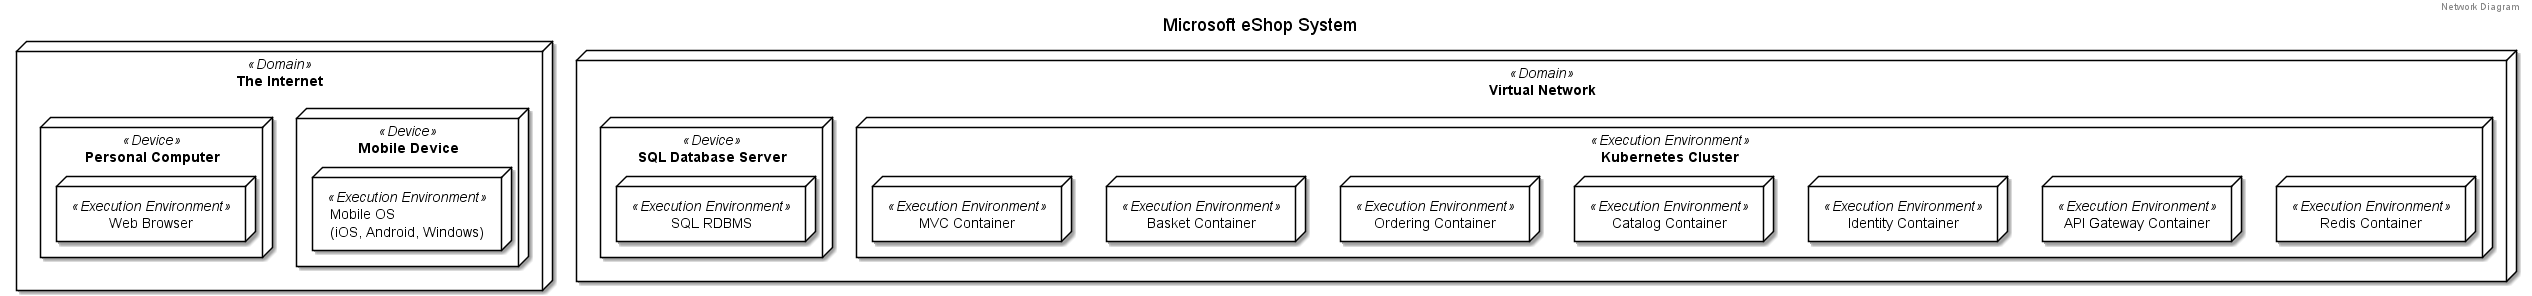 Network Diagram
Microsoft eShop System
«Domain»
The Internet
«Device»
Personal Computer
«Execution Environment»
Web Browser
«Device»
Mobile Device
«Execution Environment»
Mobile OS
(iOS, Android, Windows)
«Domain»
Virtual Network
«Device»
SQL Database Server
«Execution Environment»
SQL RDBMS
«Execution Environment»
Kubernetes Cluster
«Execution Environment»
MVC Container
«Execution Environment»
Basket Container
«Execution Environment»
Ordering Container
«Execution Environment»
Catalog Container
«Execution Environment»
Identity Container
«Execution Environment»
API Gateway Container
«Execution Environment»
Redis Container